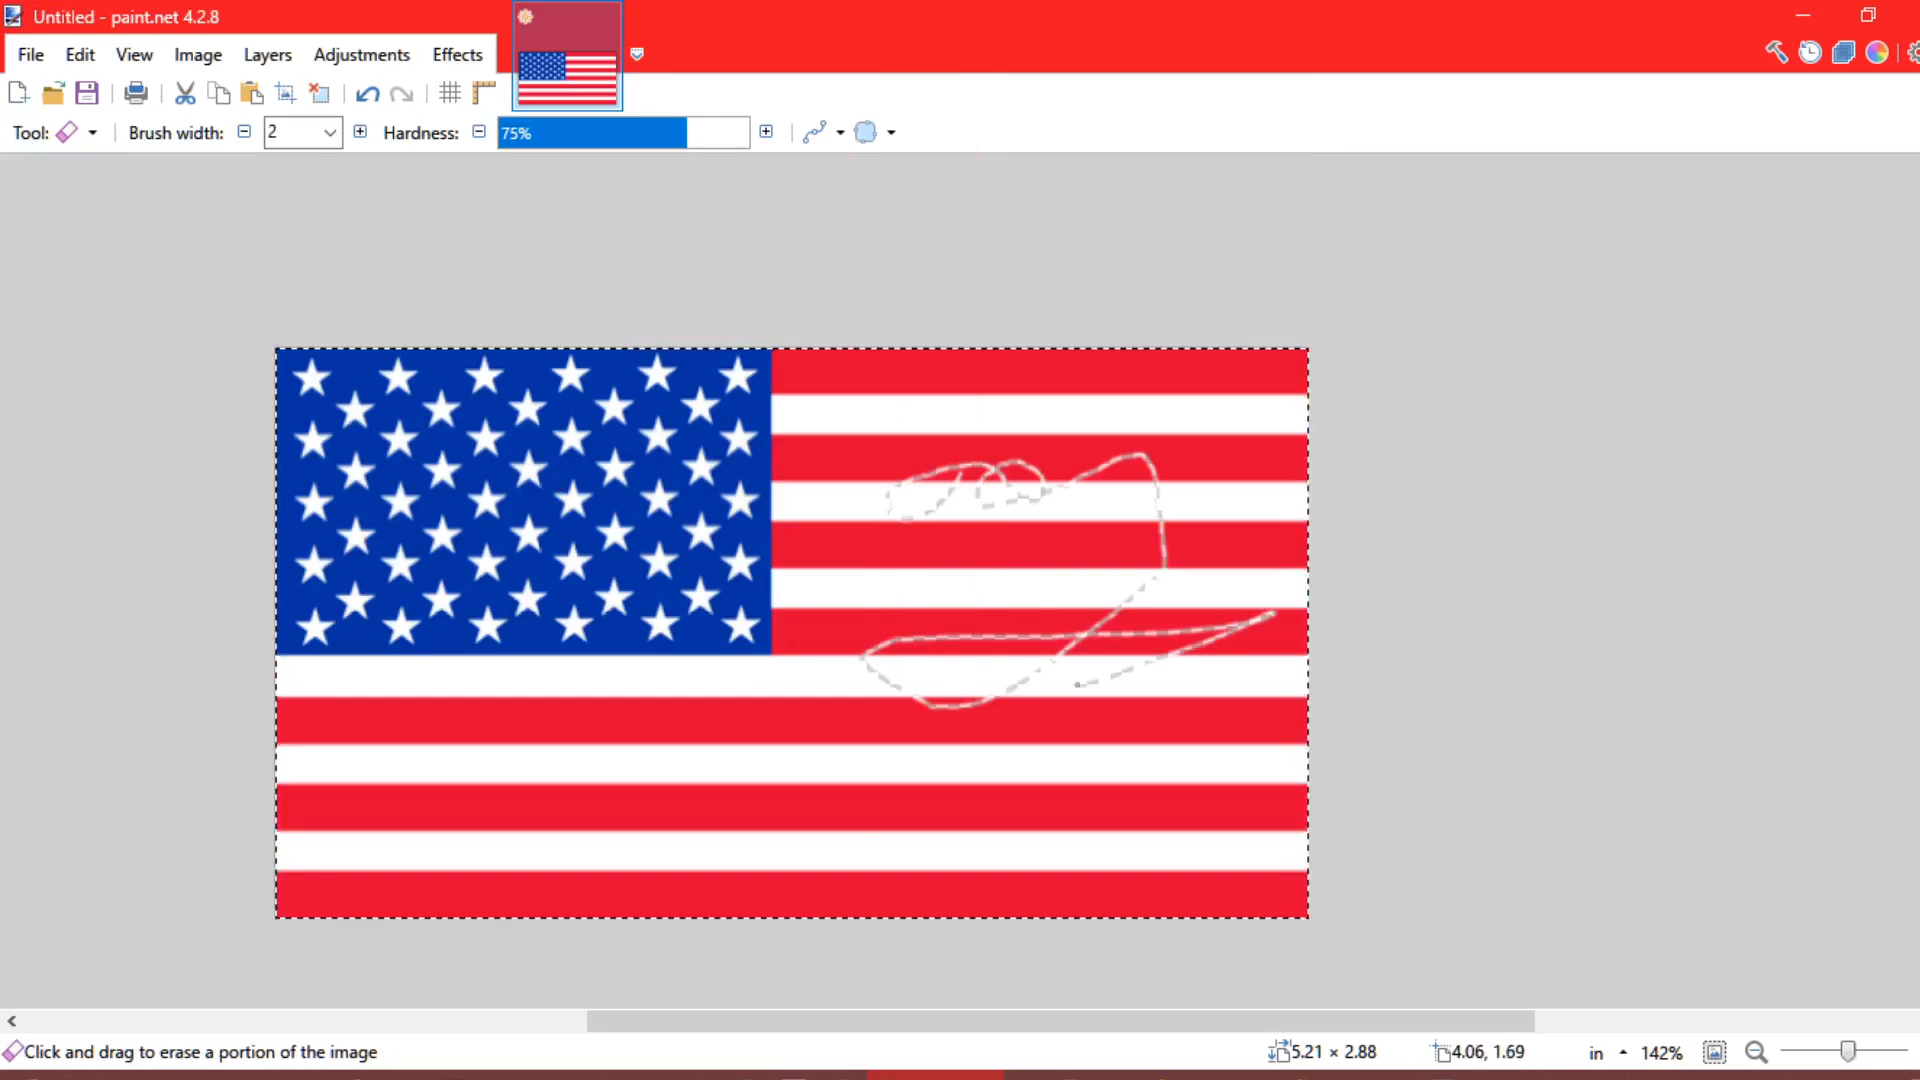 Untitled - paint.net 4.2.8
File Edit View Image Layers Adjustments Effects
Tool: Brush width: 2 Hardness: 75%
Click and drag to erase a portion of the image 5.21 × 2.88 4.06, 1.69 in 142%